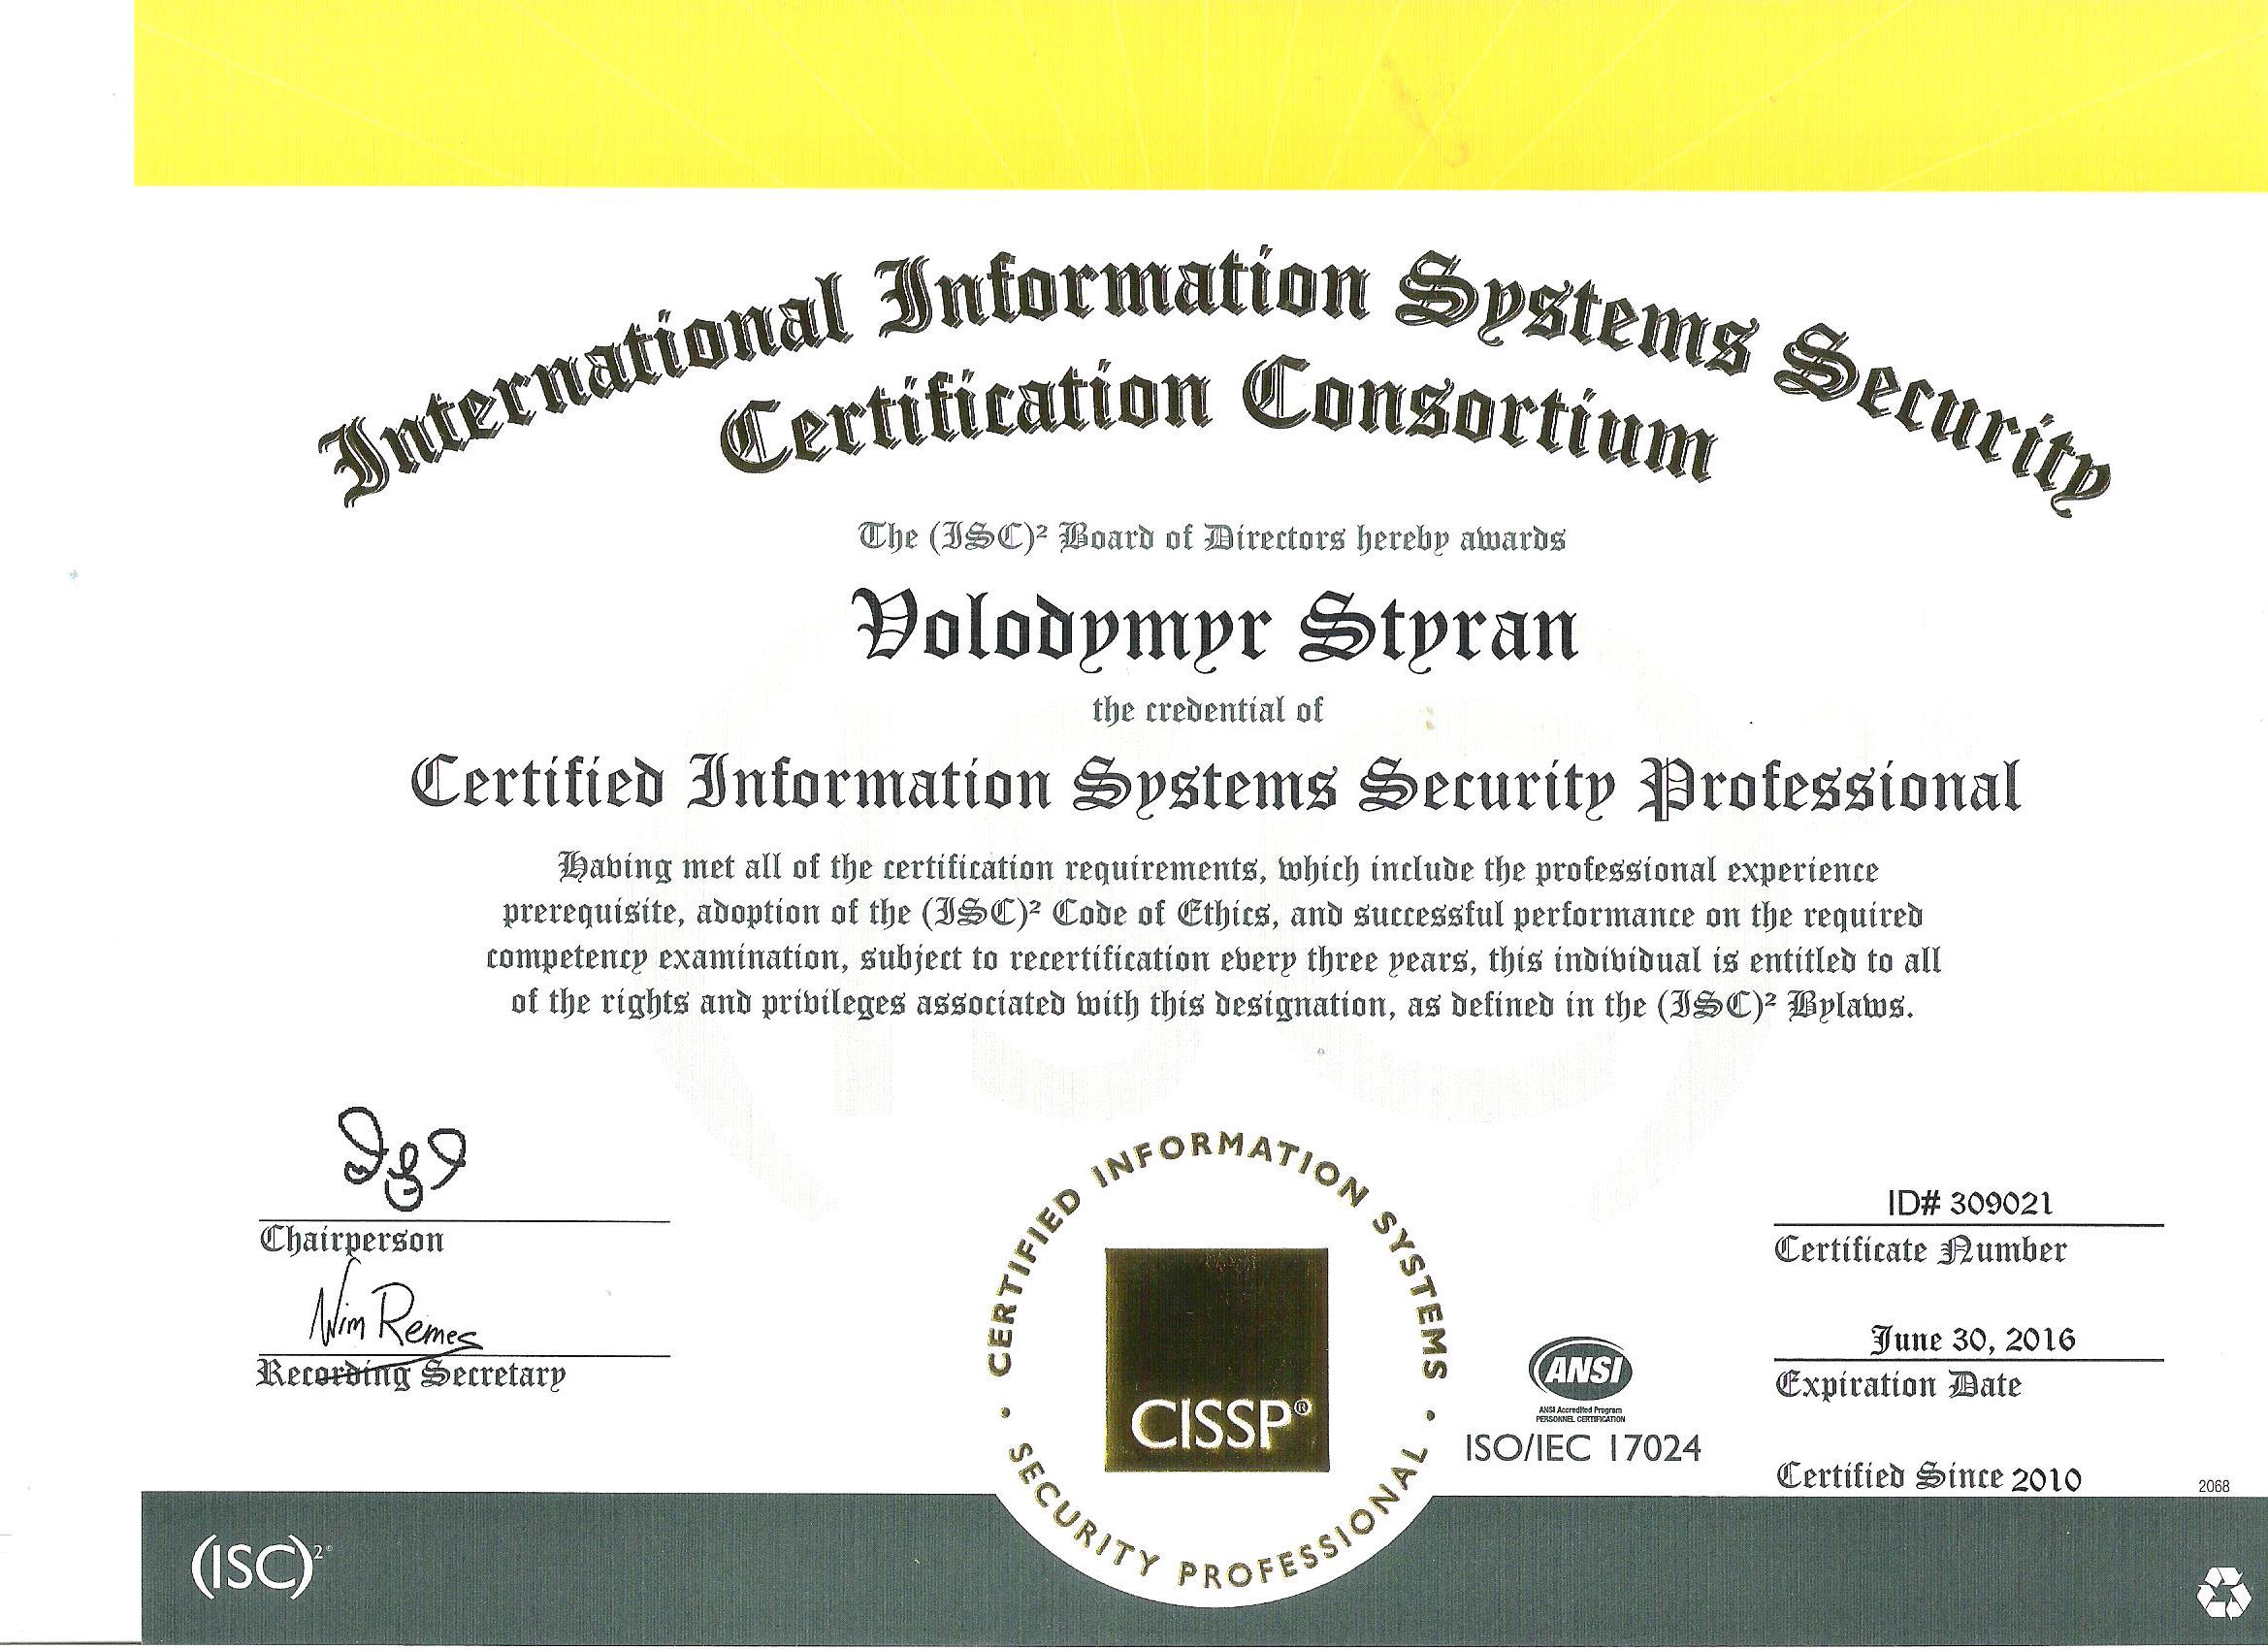 International Information Systems Security
Certification Consortium
The (ISC)² Board of Directors hereby awards
Volodymyr Styran
the credential of
Certified Information Systems Security Professional
Having met all of the certification requirements, which include the professional experience
prerequisite, adoption of the (ISC)² Code of Ethics, and successful performance on the required
competency examination, subject to recertification every three years, this individual is entitled to all
of the rights and privileges associated with this designation, as defined in the (ISC)² Bylaws.
Chairperson
Wim Remes
Recording Secretary
CERTIFIED INFORMATION SYSTEMS
SECURITY PROFESSIONAL
CISSP®
ANSI
ANSI Accredited Program
PERSONNEL CERTIFICATION
ISO/IEC 17024
ID# 309021
Certificate Number
June 30, 2016
Expiration Date
Certified Since 2010
2068
(ISC)²®